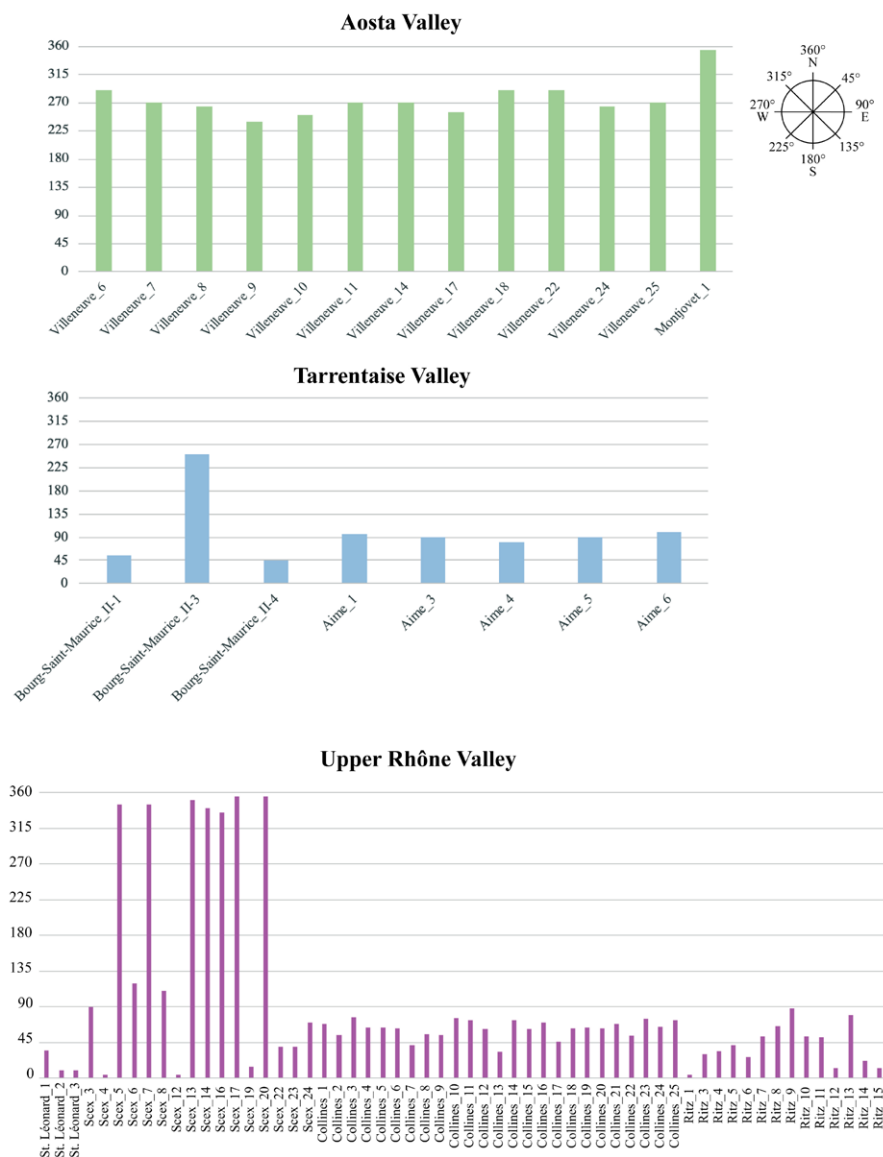 Aosta Valley
360
315
270
225
180
135
90
45
0
Villeneuve_6
Villeneuve_7
Villeneuve_8
Villeneuve_9
Villeneuve_10
Villeneuve_11
Villeneuve_14
Villeneuve_17
Villeneuve_18
Villeneuve_22
Villeneuve_24
Villeneuve_25
Montjovet_1
360°
N
315°
45°
270°
W
90°
E
225°
135°
180°
S
Tarrentaise Valley
360
315
270
225
180
135
90
45
0
Bourg-Saint-Maurice_II-1
Bourg-Saint-Maurice_II-3
Bourg-Saint-Maurice_II-4
Aime_1
Aime_3
Aime_4
Aime_5
Aime_6
Upper Rhône Valley
360
315
270
225
180
135
90
45
0
St. Léonard_1
St. Léonard_2
St. Léonard_3
Scex_3
Scex_4
Scex_5
Scex_6
Scex_7
Scex_8
Scex_12
Scex_13
Scex_14
Scex_16
Scex_17
Scex_19
Scex_20
Scex_22
Scex_23
Scex_24
Collines_1
Collines_2
Collines_3
Collines_4
Collines_5
Collines_6
Collines_7
Collines_8
Collines_9
Collines_10
Collines_11
Collines_12
Collines_13
Collines_14
Collines_15
Collines_16
Collines_17
Collines_18
Collines_19
Collines_20
Collines_21
Collines_22
Collines_23
Collines_24
Collines_25
Ritz_1
Ritz_3
Ritz_4
Ritz_5
Ritz_6
Ritz_7
Ritz_8
Ritz_9
Ritz_10
Ritz_11
Ritz_12
Ritz_13
Ritz_14
Ritz_15